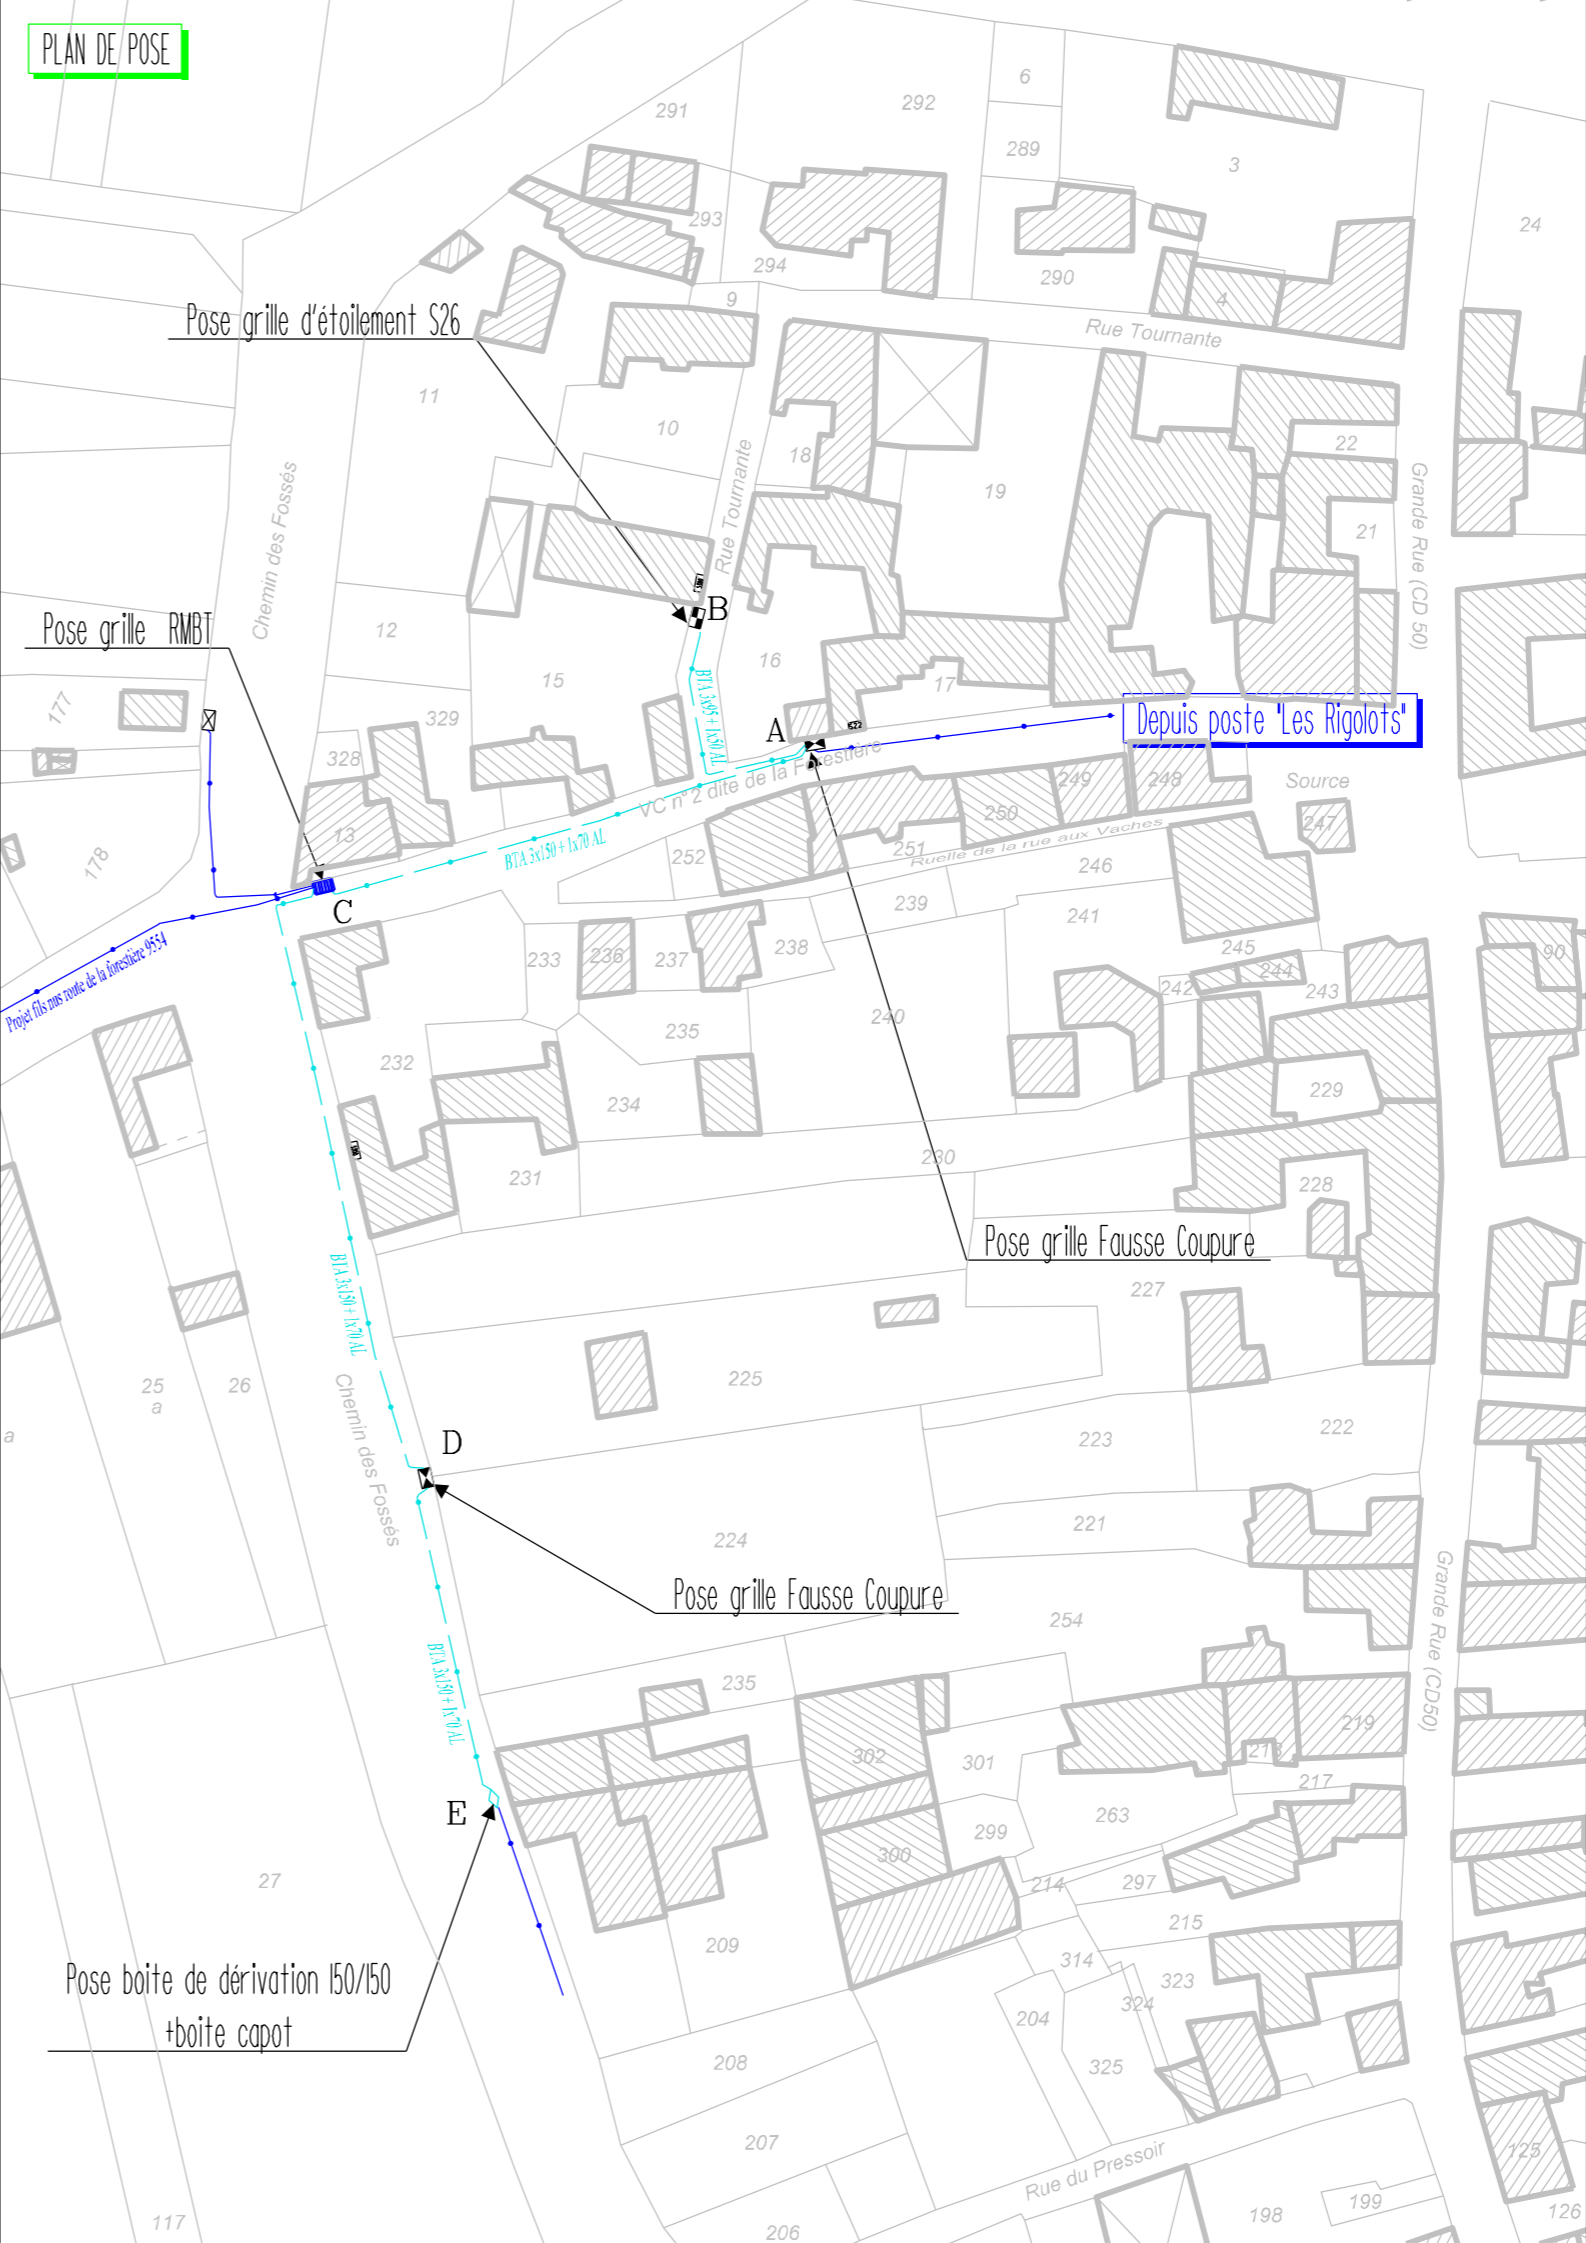 PLAN DE POSE
6
291
292
289
3
24
293
294
290
9
4
Pose grille d'étoilement S26
Rue Tournante
11
10
18
22
19
Chemin des Fossés
Rue Tournante
Grande Rue (CD 50)
21
B
Pose grille RMBT
12
16
15
17
177
329
BTA 3x95 + 1x50 AL
A
Depuis poste "Les Rigolots"
328
VC n° 2 dite de la Forestière
249
248
Source
250
247
13
BTA 3x150 + 1x70 AL
252
251
Ruelle de la rue aux Vaches
246
178
C
239
241
233
236
237
238
245
90
244
242
243
Projet fils nus route de la forestière 9554
240
235
232
229
234
230
231
228
Pose grille Fausse Coupure
227
BTA 3x150 + 1x70 AL
225
25
a
26
a
222
223
Chemin des Fossés
D
221
224
Pose grille Fausse Coupure
254
Grande Rue (CD50)
BTA 3x150 + 1x70 AL
235
219
302
301
218
217
E
263
299
300
27
214
297
215
209
314
323
Pose boite de dérivation 150/150
+boite capot
324
204
208
325
207
125
Rue du Pressoir
199
198
126
117
206